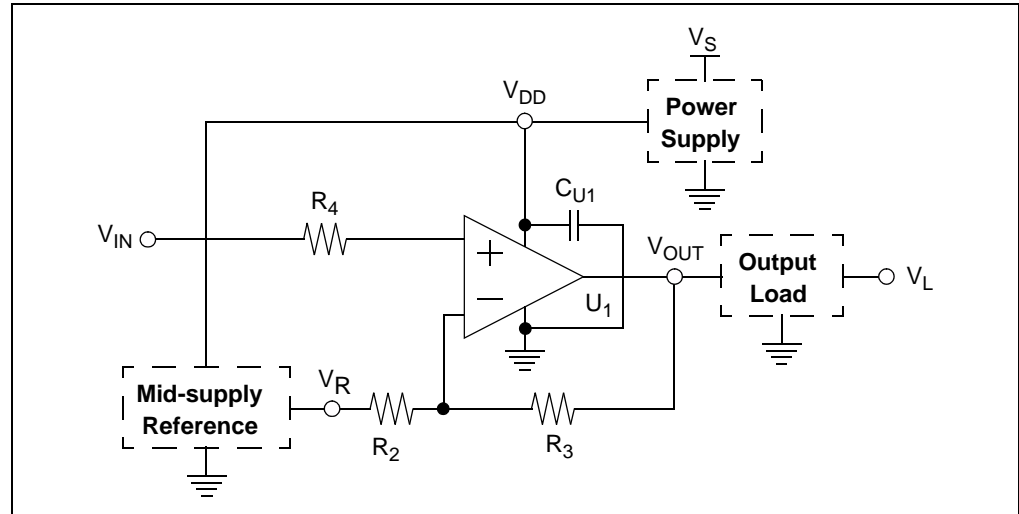 V_S
V_DD
Power
Supply
C_U1
R_4
V_IN
V_OUT
Output
Load
V_L
+
−
U_1
Mid-supply
Reference
V_R
R_2
R_3